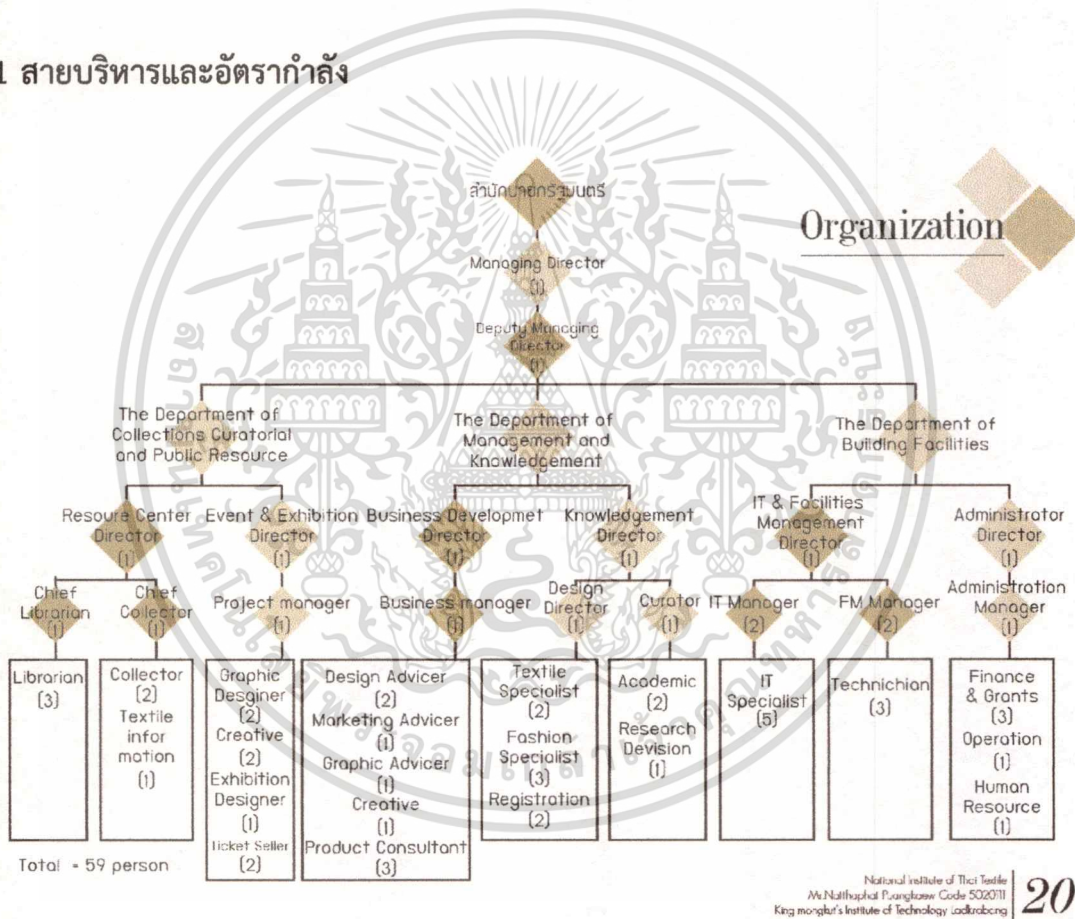 1 สายบริหารและอัตรากำลัง
สำนักนายกรัฐมนตรี
Organization
Managing Director
(1)
Deputy Managing
Director
(1)
The Department of
Collections Curatorial
and Public Resource
The Department of
Management and
Knowledgement
The Department of
Building Facilities
Resoure Center
Director
(1)
Event & Exhibition
Director
(1)
Business Developmet
Director
(1)
Knowledgement
Director
(1)
IT & Facilities
Management
Director
(1)
Administrator
Director
(1)
Chief
Librarian
(1)
Chief
Collector
(1)
Project manager
(1)
Business manager
(1)
Design
Director
(1)
Curator
(1)
IT Manager
(2)
FM Manager
(2)
Administration
Manager
(1)
Librarian
(3)
Collector
(2)
Textile
infor
mation
(1)
Graphic
Desginer
(2)
Creative
(2)
Exhibition
Designer
(1)
Ticket Seller
(2)
Design Advicer
(2)
Marketing Advicer
(1)
Graphic Advicer
(1)
Creative
(1)
Product Consultant
(3)
Textile
Specialist
(2)
Fashion
Specialist
(3)
Registration
(2)
Academic
(2)
Research
Devision
(1)
IT
Specialist
(5)
Technichian
(3)
Finance
& Grants
(3)
Operation
(1)
Human
Resource
(1)
Total = 59 person
National Institute of Thai Textile
Mr.Natthaphat Puangkaew Code 5020111
King mongkut's Institute of Technology Ladkrabang
20